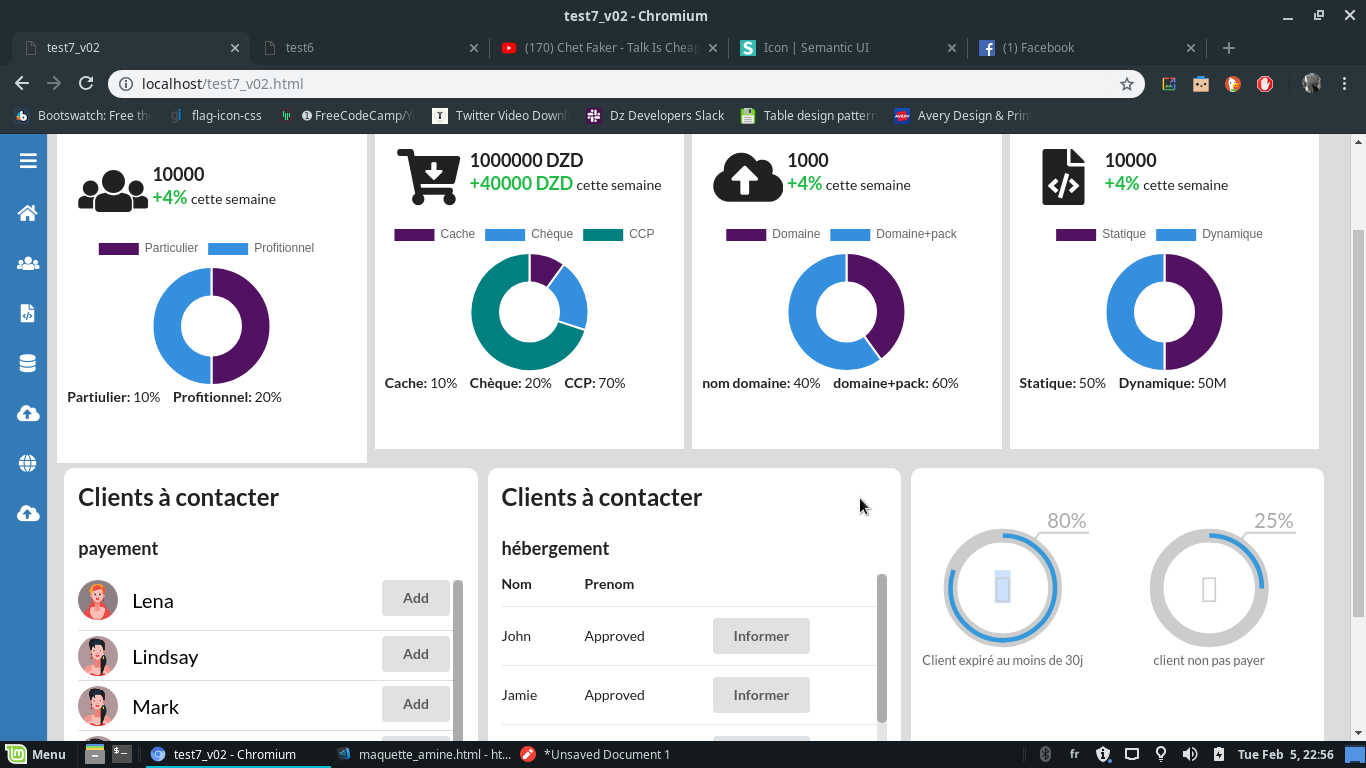 test7_v02 - Chromium
test7_v02
test6
(170) Chet Faker - Talk Is Cheap
Icon | Semantic UI
(1) Facebook
localhost/test7_v02.html
Bootswatch: Free th
flag-icon-css
FreeCodeCamp/Y
Twitter Video Downl
Dz Developers Slack
Table design pattern
Avery Design & Prin
10000
+4% cette semaine
1000000 DZD
+40000 DZD cette semaine
1000
+4% cette semaine
10000
+4% cette semaine
Particulier Profitionnel
Cache Chèque CCP
Domaine Domaine+pack
Statique Dynamique
Partiulier: 10% Profitionnel: 20%
Cache: 10% Chèque: 20% CCP: 70%
nom domaine: 40% domaine+pack: 60%
Statique: 50% Dynamique: 50M
Clients à contacter
payement
Lena Add
Lindsay Add
Mark Add
Clients à contacter
hébergement
Nom Prenom
John Approved Informer
Jamie Approved Informer
80%
Client expiré au moins de 30j
25%
client non pas payer
Menu
test7_v02 - Chromium
maquette_amine.html - ht...
*Unsaved Document 1
fr
Tue Feb 5, 22:56